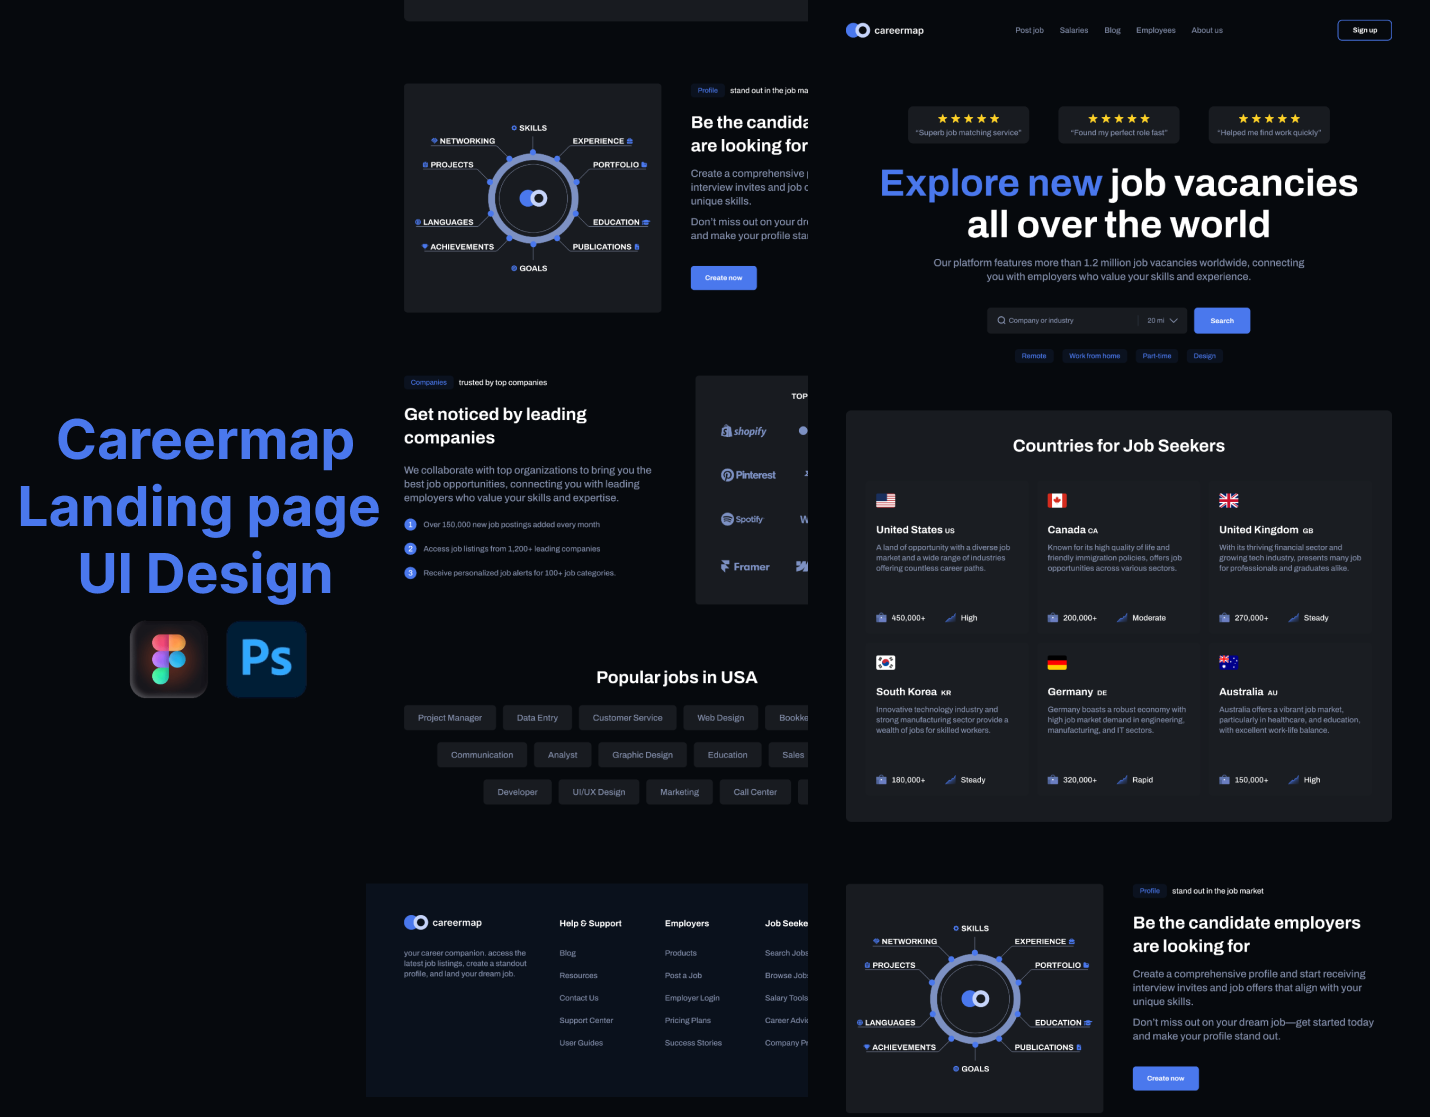 Careermap
Landing page
UI Design
Ps
SKILLS
NETWORKING
EXPERIENCE
PROJECTS
PORTFOLIO
LANGUAGES
EDUCATION
ACHIEVEMENTS
PUBLICATIONS
GOALS
Profile stand out in the job ma
Be the candida
are looking for
Create a comprehensive
interview invites and job
unique skills.
Don't miss out on your dre
and make your profile sta
Create now
Companies trusted by top companies
Get noticed by leading
companies
We collaborate with top organizations to bring you the
best job opportunities, connecting you with leading
employers who value your skills and expertise.
1 Over 150,000 new job postings added every month
2 Access job listings from 1,200+ leading companies
3 Receive personalized job alerts for 100+ job categories.
TOP
shopify
Pinterest
Spotify
W
Framer
Popular jobs in USA
Project Manager Data Entry Customer Service Web Design Bookke
Communication Analyst Graphic Design Education Sales
Developer UI/UX Design Marketing Call Center
careermap
your career companion. access the
latest job listings, create a standout
profile, and land your dream job.
Help & Support
Blog
Resources
Contact Us
Support Center
User Guides
Employers
Products
Post a Job
Employer Login
Pricing Plans
Success Stories
Job Seeke
Search Jobs
Browse Jobs
Salary Tools
Career Advic
Company Pr
careermap Post job Salaries Blog Employees About us Sign up
"Superb job matching service" "Found my perfect role fast" "Helped me find work quickly"
Explore new job vacancies
all over the world
Our platform features more than 1.2 million job vacancies worldwide, connecting
you with employers who value your skills and experience.
Company or industry 20 mi Search
Remote Work from home Part-time Design
Countries for Job Seekers
United States US
A land of opportunity with a diverse job
market and a wide range of industries
offering countless career paths.
450,000+ High
Canada CA
Known for its high quality of life and
friendly immigration policies, offers job
opportunities across various sectors.
200,000+ Moderate
United Kingdom GB
With its thriving financial sector and
growing tech industry, presents many job
for professionals and graduates alike.
270,000+ Steady
South Korea KR
Innovative technology industry and
strong manufacturing sector provide a
wealth of jobs for skilled workers.
180,000+ Steady
Germany DE
Germany boasts a robust economy with
high job market demand in engineering,
manufacturing, and IT sectors.
320,000+ Rapid
Australia AU
Australia offers a vibrant job market,
particularly in healthcare, and education,
with excellent work-life balance.
150,000+ High
SKILLS
NETWORKING
EXPERIENCE
PROJECTS
PORTFOLIO
LANGUAGES
EDUCATION
ACHIEVEMENTS
PUBLICATIONS
GOALS
Profile stand out in the job market
Be the candidate employers
are looking for
Create a comprehensive profile and start receiving
interview invites and job offers that align with your
unique skills.
Don't miss out on your dream job—get started today
and make your profile stand out.
Create now